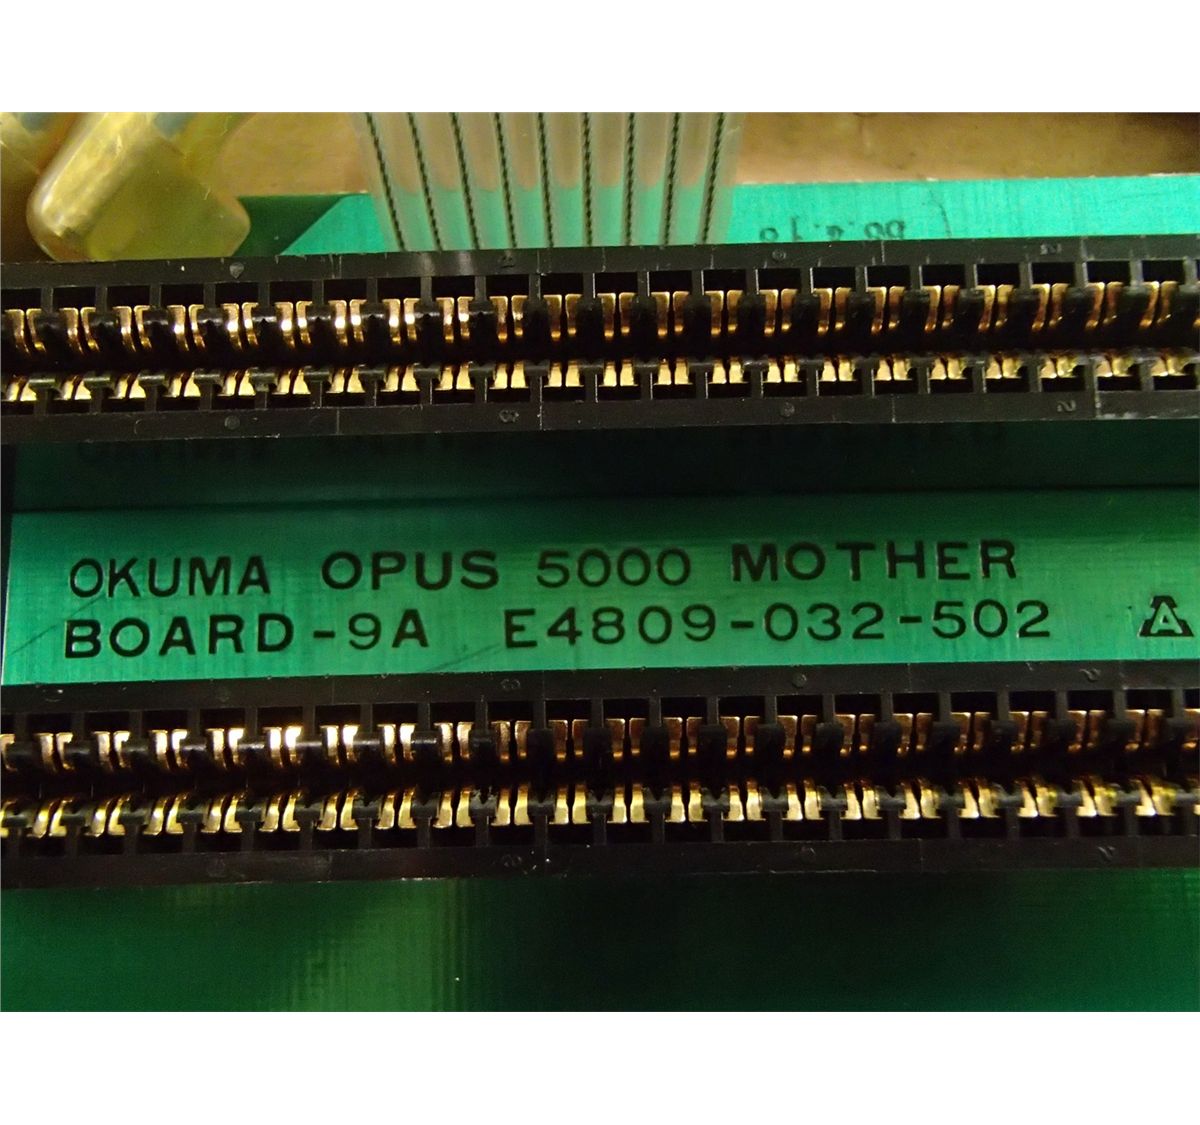 OKUMA OPUS 5000 MOTHER
BOARD-9A E4809-032-502 A